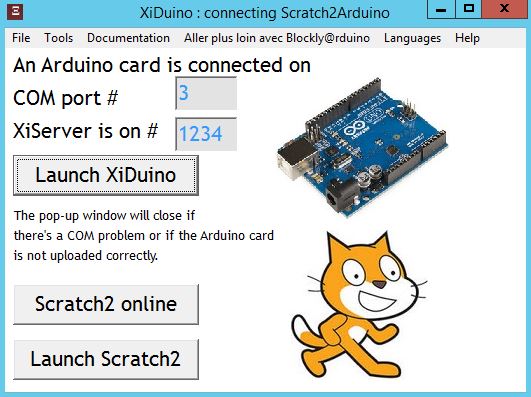 XiDuino : connecting Scratch2Arduino
File Tools Documentation Aller plus loin avec Blockly@rduino Languages Help
An Arduino card is connected on
COM port # 3
XiServer is on # 1234
Launch XiDuino
The pop-up window will close if
there's a COM problem or if the Arduino card
is not uploaded correctly.
Scratch2 online
Launch Scratch2